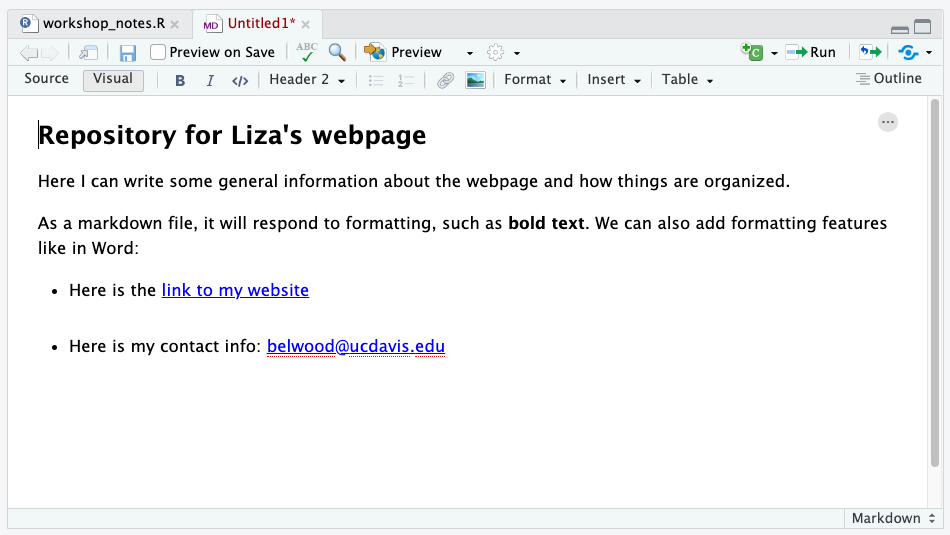 workshop_notes.R
Untitled1*
Preview on Save
ABC
Preview
Run
Source
Visual
B
I
</>
Header 2
Format
Insert
Table
Outline
Repository for Liza's webpage
Here I can write some general information about the webpage and how things are organized.
As a markdown file, it will respond to formatting, such as bold text. We can also add formatting features
like in Word:
• Here is the link to my website
• Here is my contact info: belwood@ucdavis.edu
Markdown